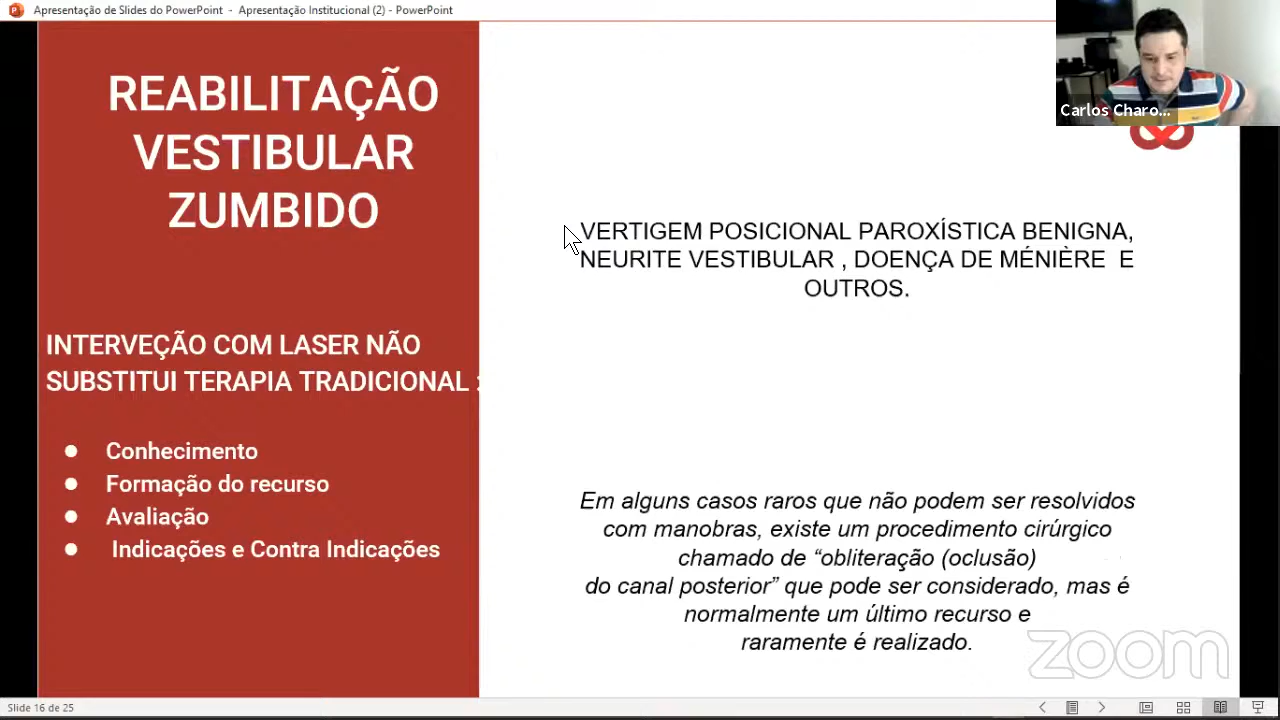 Apresentação de Slides do PowerPoint - Apresentação Institucional (2) - PowerPoint
Carlos Charo...
REABILITAÇÃO
VESTIBULAR
ZUMBIDO
INTERVEÇÃO COM LASER NÃO
SUBSTITUI TERAPIA TRADICIONAL :
● Conhecimento
● Formação do recurso
● Avaliação
● Indicações e Contra Indicações
VERTIGEM POSICIONAL PAROXÍSTICA BENIGNA,
NEURITE VESTIBULAR , DOENÇA DE MÉNIÈRE E
OUTROS.
Em alguns casos raros que não podem ser resolvidos
com manobras, existe um procedimento cirúrgico
chamado de “obliteração (oclusão)
do canal posterior” que pode ser considerado, mas é
normalmente um último recurso e
raramente é realizado.
zoom
Slide 16 de 25